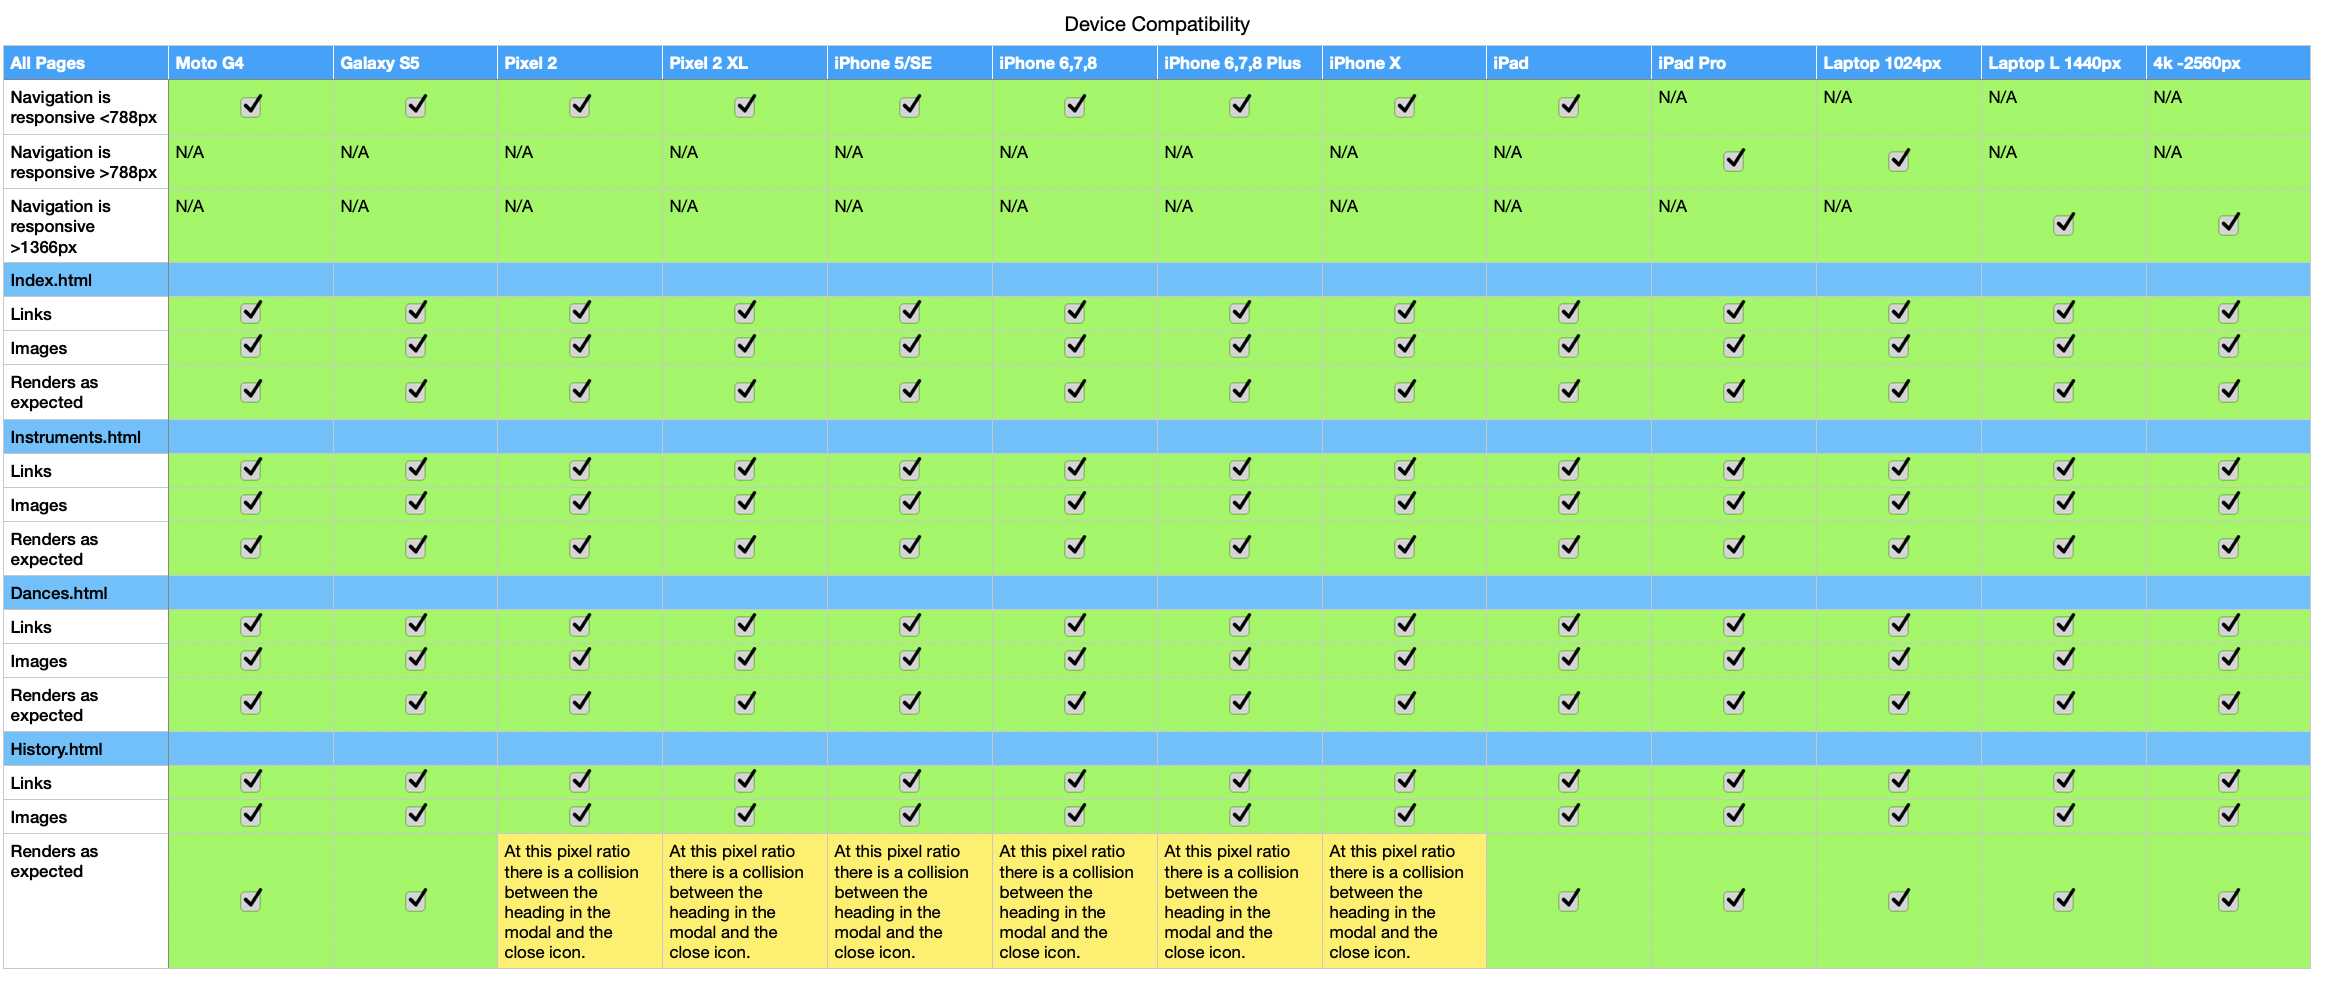 Device Compatibility
All Pages Moto G4 Galaxy S5 Pixel 2 Pixel 2 XL iPhone 5/SE iPhone 6,7,8 iPhone 6,7,8 Plus iPhone X iPad iPad Pro Laptop 1024px Laptop L 1440px 4k -2560px
Navigation is N/A N/A N/A N/A
responsive <788px
Navigation is N/A N/A N/A N/A N/A N/A N/A N/A N/A N/A N/A
responsive >788px
Navigation is N/A N/A N/A N/A N/A N/A N/A N/A N/A N/A N/A
responsive
>1366px
Index.html
Links
Images
Renders as
expected
Instruments.html
Links
Images
Renders as
expected
Dances.html
Links
Images
Renders as
expected
History.html
Links
Images
Renders as At this pixel ratio At this pixel ratio At this pixel ratio At this pixel ratio At this pixel ratio At this pixel ratio
expected there is a collision there is a collision there is a collision there is a collision there is a collision there is a collision
between the between the between the between the between the between the
heading in the heading in the heading in the heading in the heading in the heading in the
modal and the modal and the modal and the modal and the modal and the modal and the
close icon. close icon. close icon. close icon. close icon. close icon.